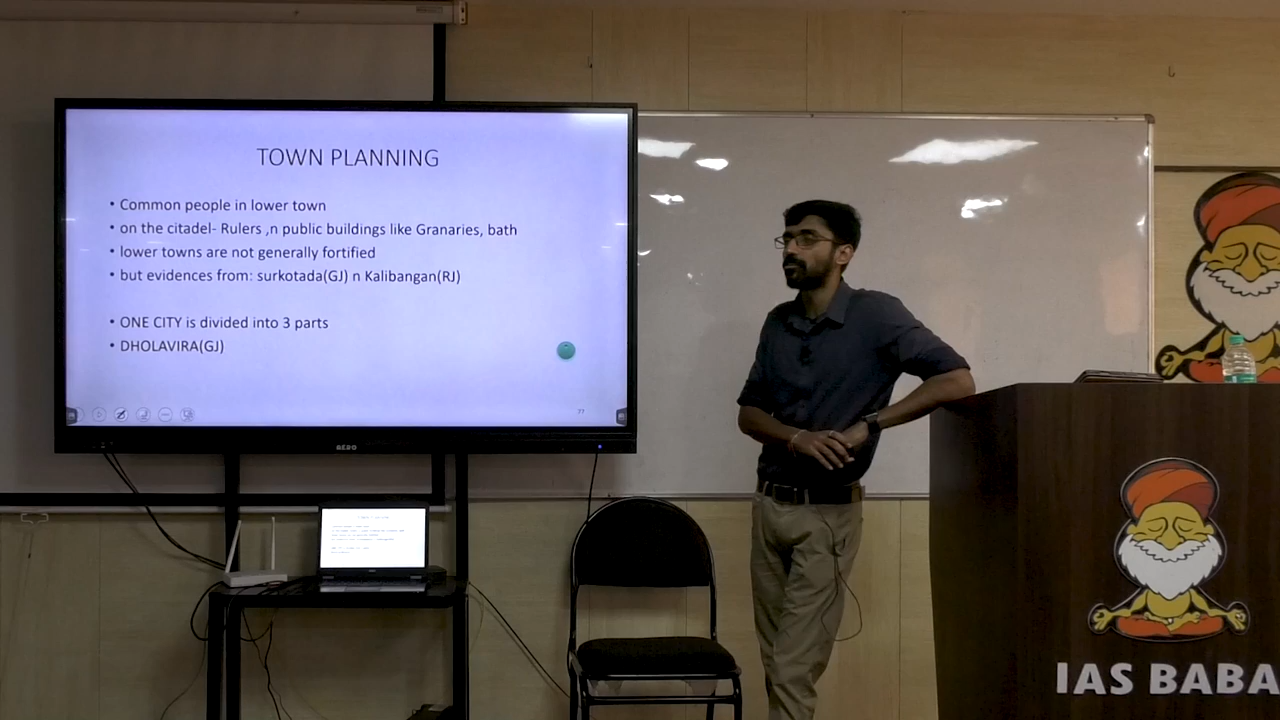 TOWN PLANNING
• Common people in lower town
• on the citadel- Rulers ,n public buildings like Granaries, bath
• lower towns are not generally fortified
• but evidences from: surkotada(GJ) n Kalibangan(RJ)
• ONE CITY is divided into 3 parts
• DHOLAVIRA(GJ)
77
IAS BABA